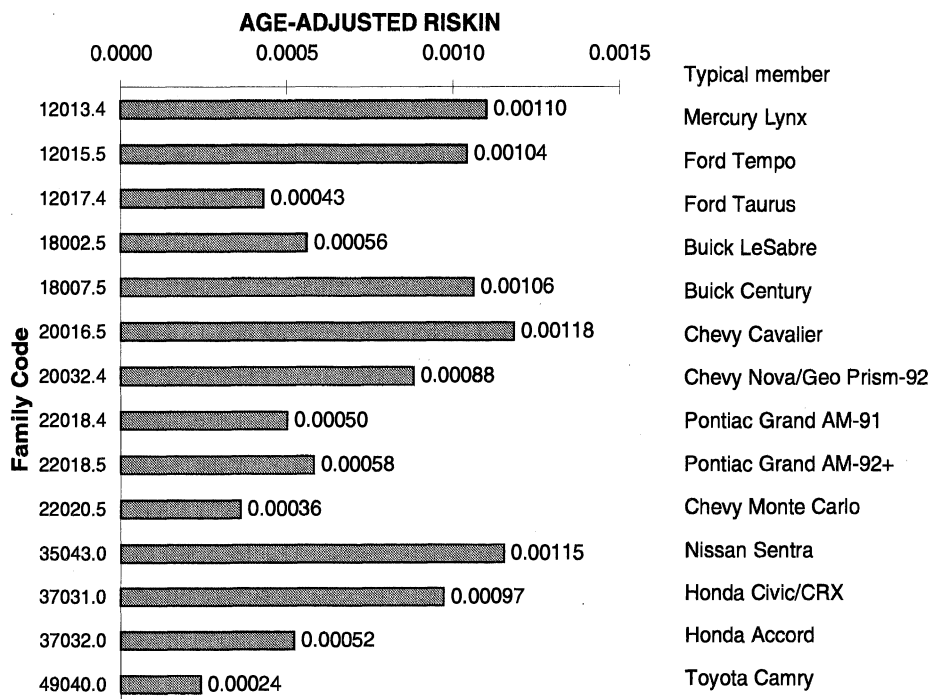 AGE-ADJUSTED RISKIN
0.0000 0.0005 0.0010 0.0015
Typical member
12013.4 0.00110 Mercury Lynx
12015.5 0.00104 Ford Tempo
12017.4 0.00043 Ford Taurus
18002.5 0.00056 Buick LeSabre
18007.5 0.00106 Buick Century
20016.5 0.00118 Chevy Cavalier
20032.4 0.00088 Chevy Nova/Geo Prism-92
22018.4 0.00050 Pontiac Grand AM-91
22018.5 0.00058 Pontiac Grand AM-92+
22020.5 0.00036 Chevy Monte Carlo
35043.0 0.00115 Nissan Sentra
37031.0 0.00097 Honda Civic/CRX
37032.0 0.00052 Honda Accord
49040.0 0.00024 Toyota Camry
Family Code